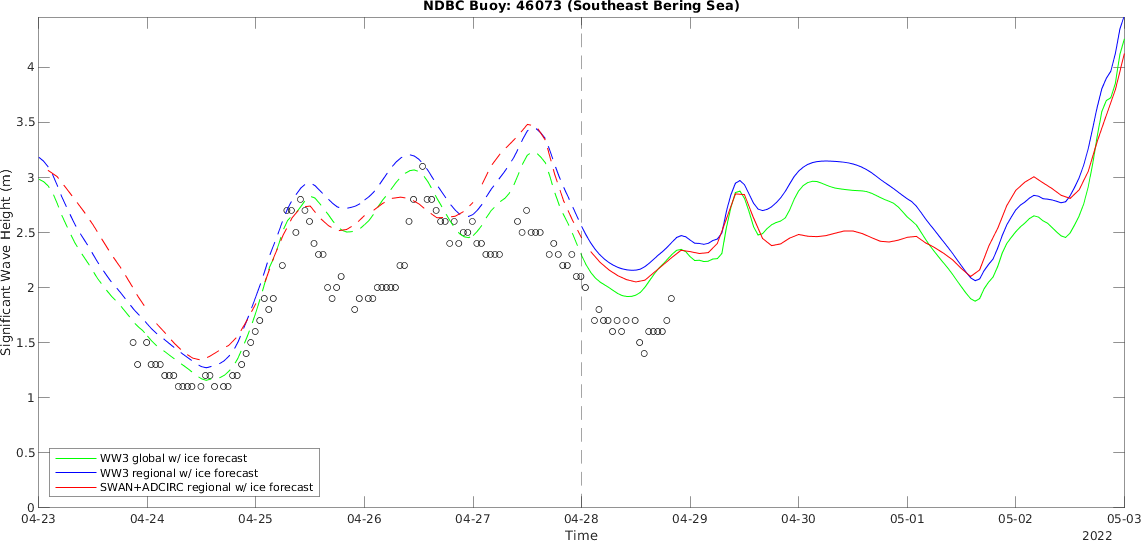 NDBC Buoy: 46073 (Southeast Bering Sea)
Significant Wave Height (m)
4
3.5
3
2.5
2
1.5
1
0.5
0
WW3 global w/ ice forecast
WW3 regional w/ ice forecast
SWAN+ADCIRC regional w/ ice forecast
04-23 04-24 04-25 04-26 04-27 04-28 04-29 04-30 05-01 05-02 05-03
Time
2022